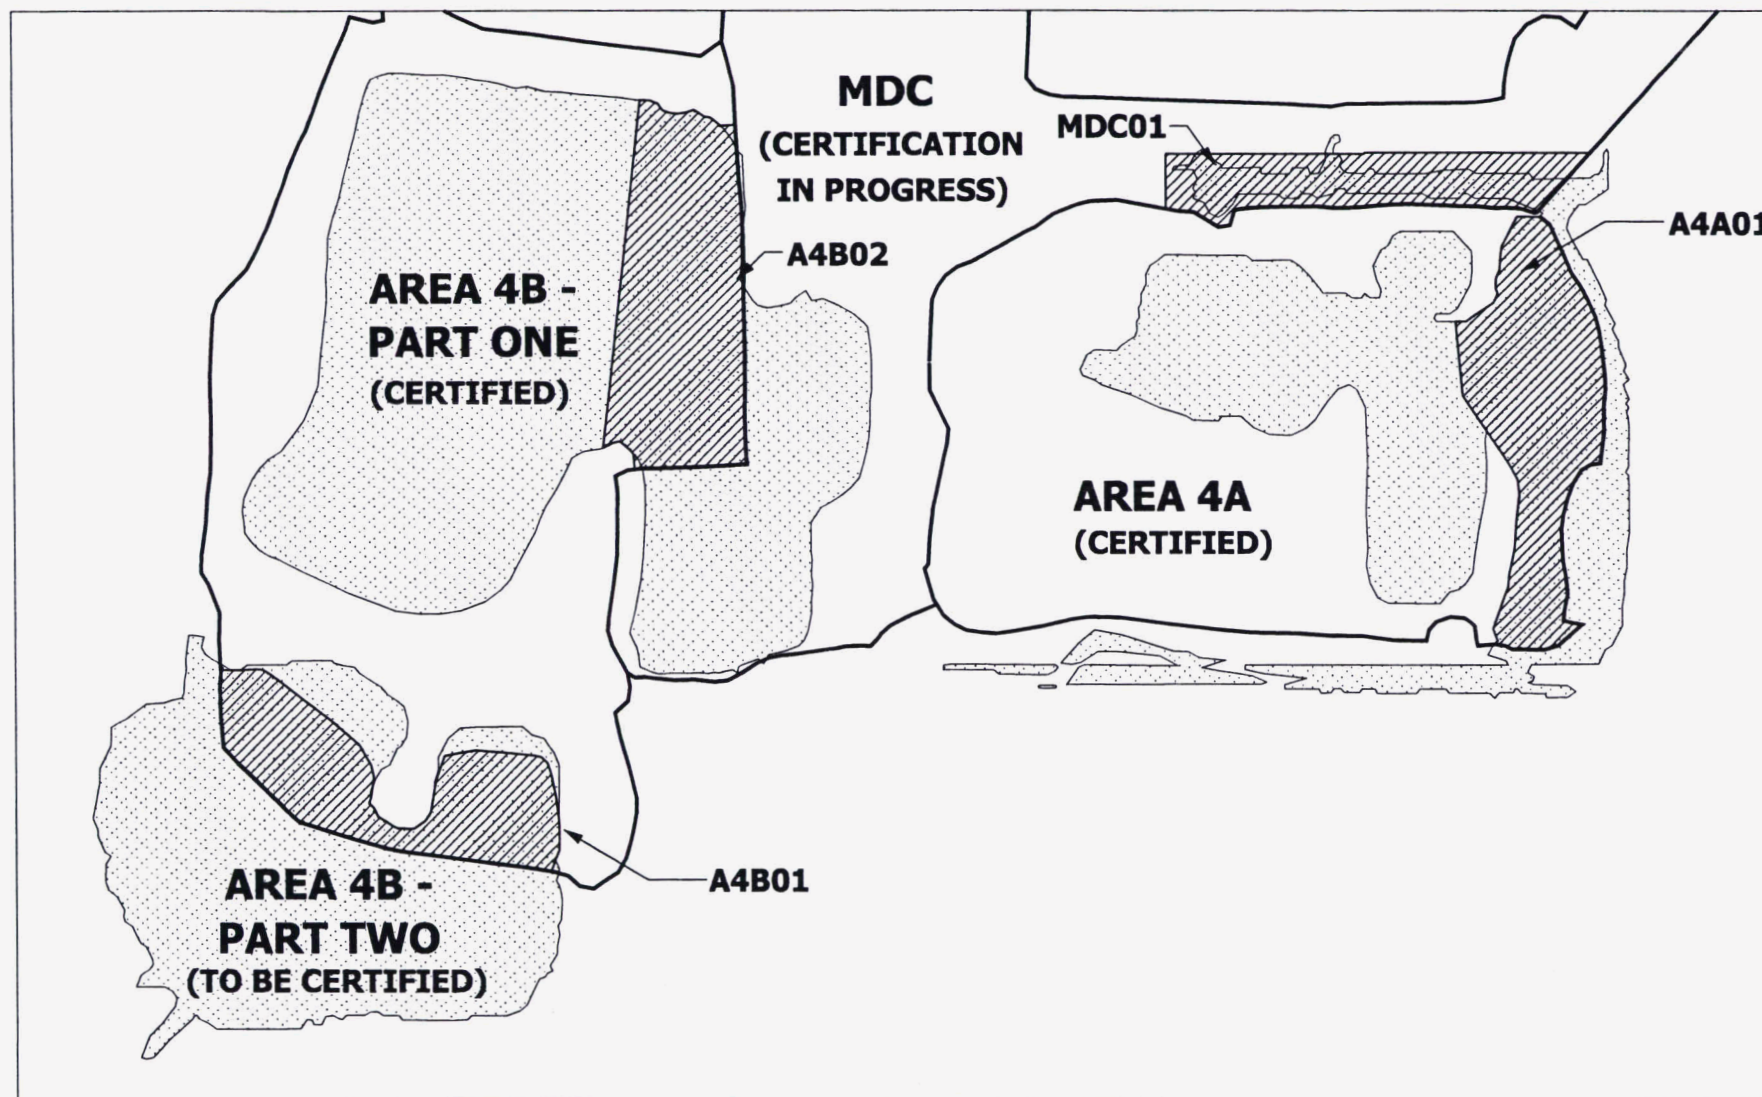 MDC
(CERTIFICATION
IN PROGRESS)
MDC01
A4A01
A4B02
AREA 4B -
PART ONE
(CERTIFIED)
AREA 4A
(CERTIFIED)
A4B01
AREA 4B -
PART TWO
(TO BE CERTIFIED)